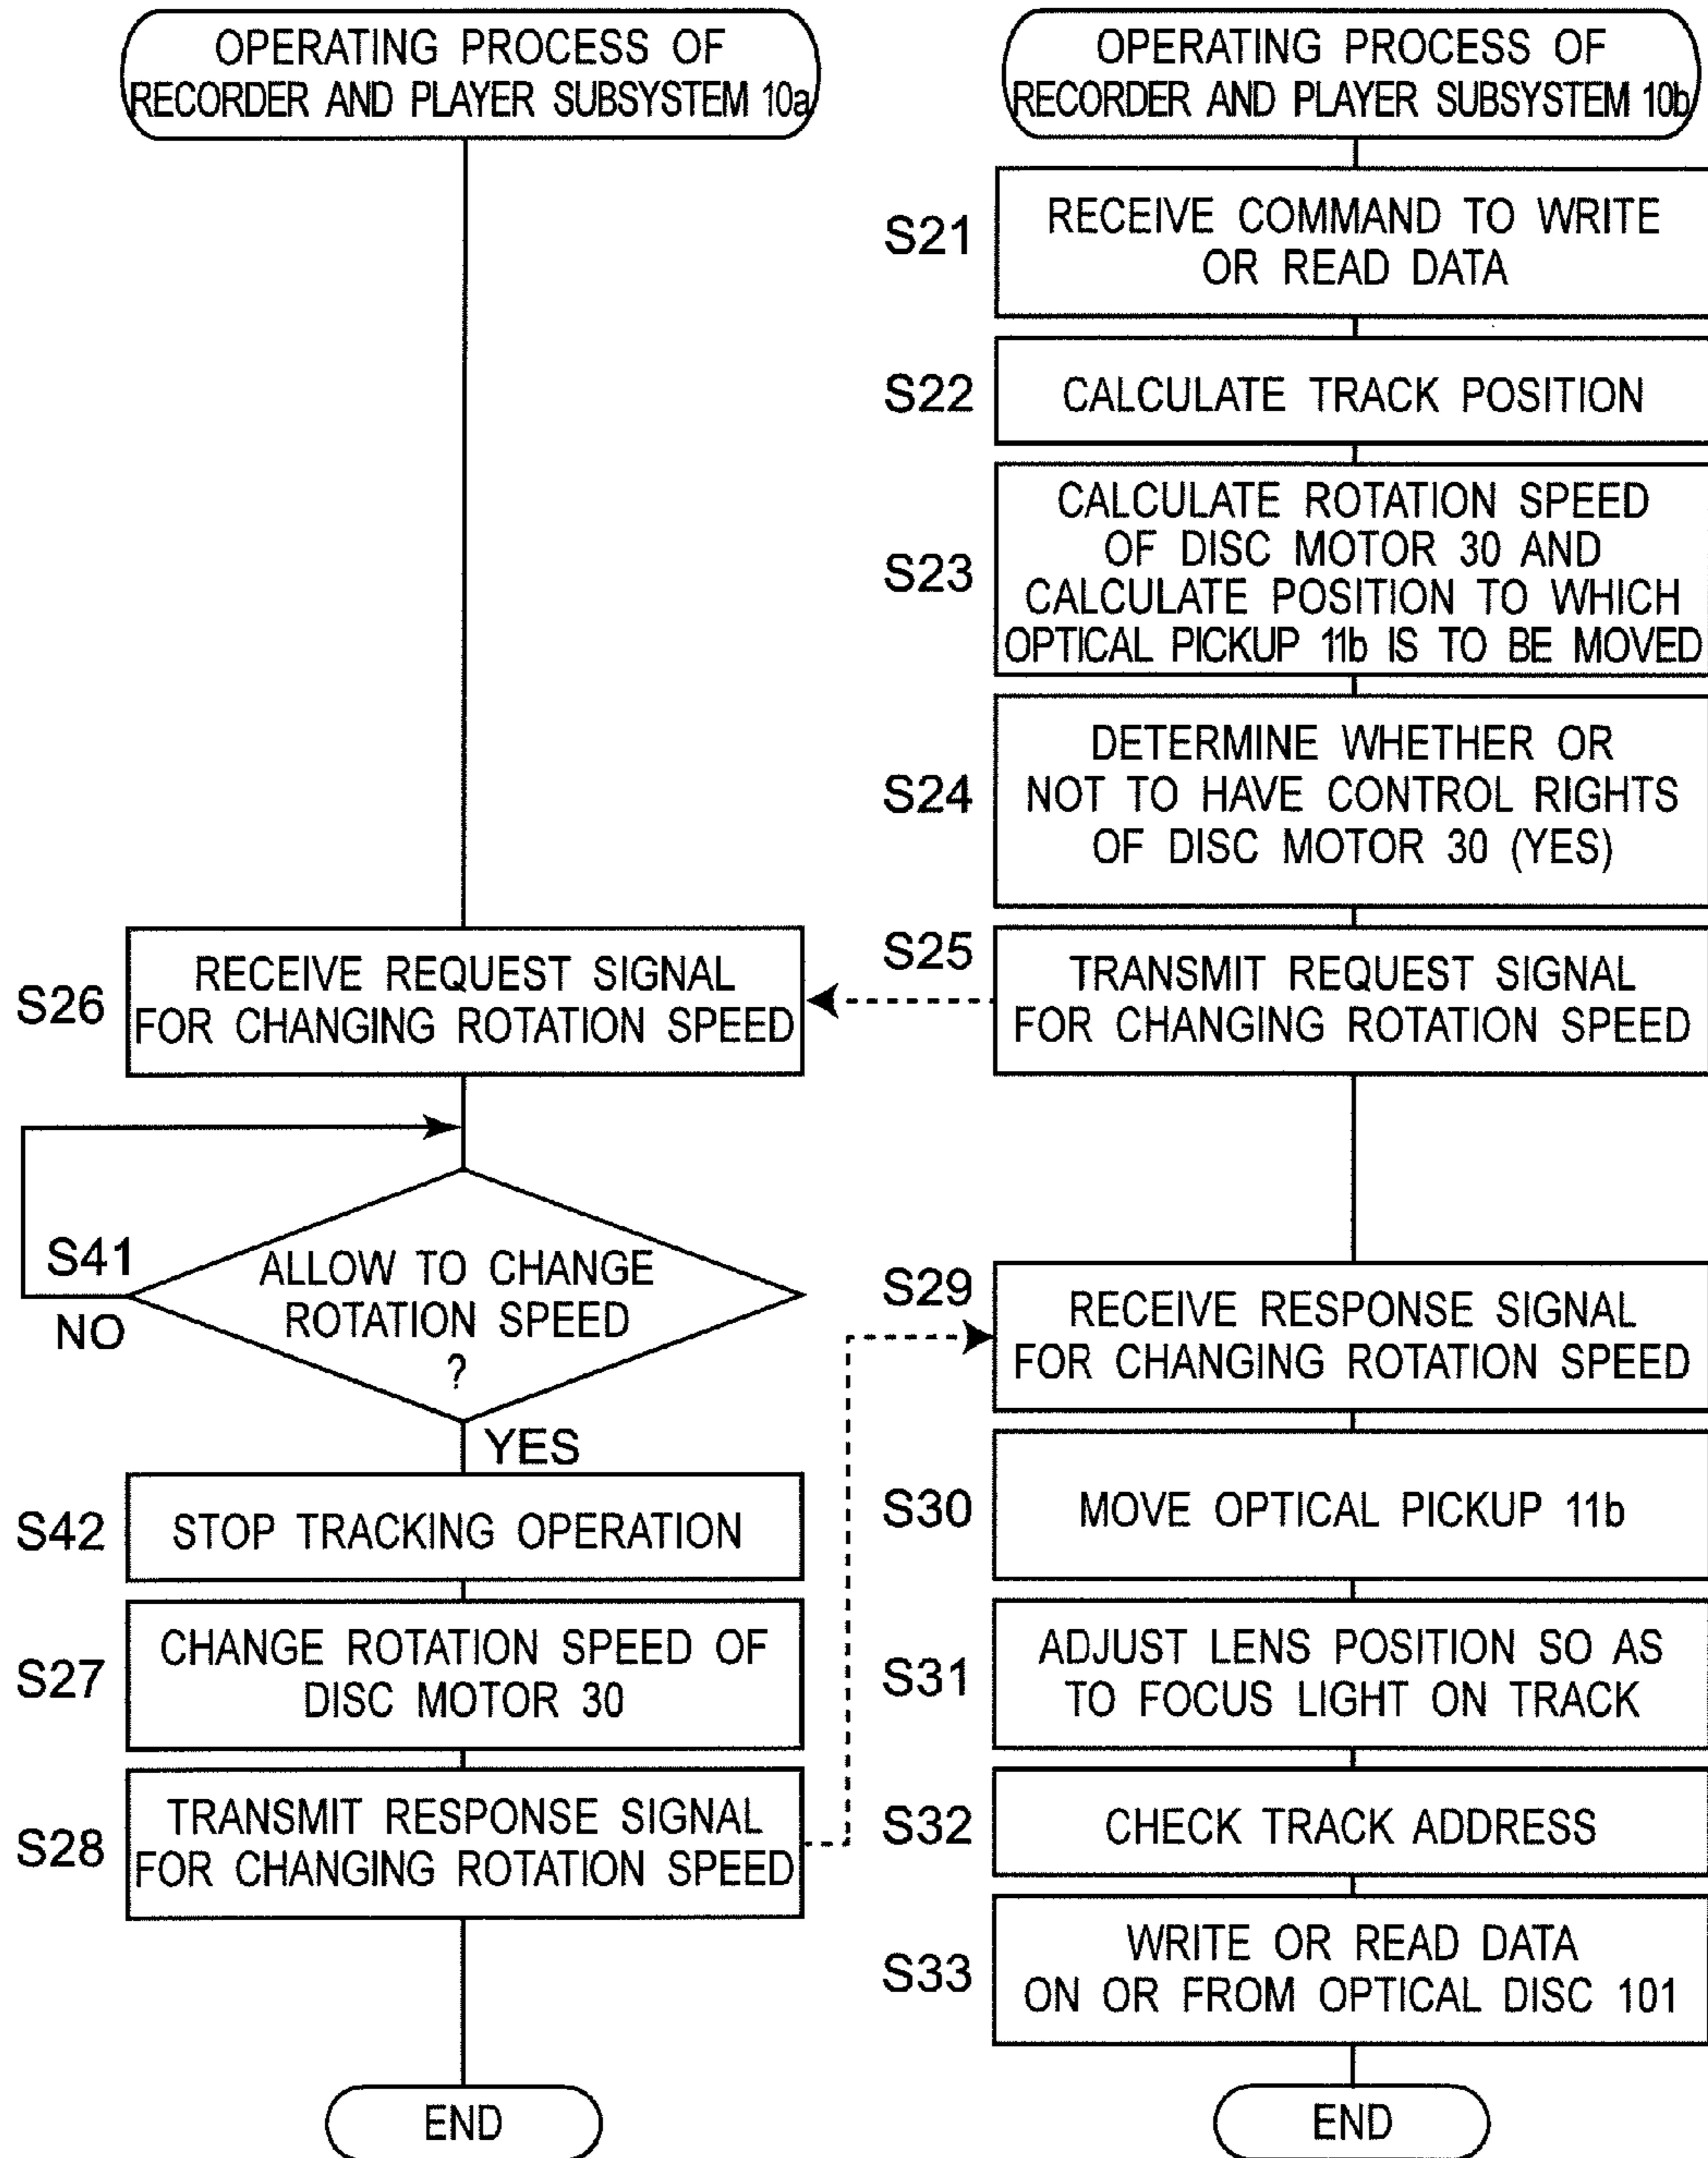 OPERATING PROCESS OF
RECORDER AND PLAYER SUBSYSTEM 10a
S26
RECEIVE REQUEST SIGNAL
FOR CHANGING ROTATION SPEED
S41
NO
ALLOW TO CHANGE
ROTATION SPEED
?
YES
S42
STOP TRACKING OPERATION
S27
CHANGE ROTATION SPEED OF
DISC MOTOR 30
S28
TRANSMIT RESPONSE SIGNAL
FOR CHANGING ROTATION SPEED
END
OPERATING PROCESS OF
RECORDER AND PLAYER SUBSYSTEM 10b
S21
RECEIVE COMMAND TO WRITE
OR READ DATA
S22
CALCULATE TRACK POSITION
S23
CALCULATE ROTATION SPEED
OF DISC MOTOR 30 AND
CALCULATE POSITION TO WHICH
OPTICAL PICKUP 11b IS TO BE MOVED
S24
DETERMINE WHETHER OR
NOT TO HAVE CONTROL RIGHTS
OF DISC MOTOR 30 (YES)
S25
TRANSMIT REQUEST SIGNAL
FOR CHANGING ROTATION SPEED
S29
RECEIVE RESPONSE SIGNAL
FOR CHANGING ROTATION SPEED
S30
MOVE OPTICAL PICKUP 11b
S31
ADJUST LENS POSITION SO AS
TO FOCUS LIGHT ON TRACK
S32
CHECK TRACK ADDRESS
S33
WRITE OR READ DATA
ON OR FROM OPTICAL DISC 101
END